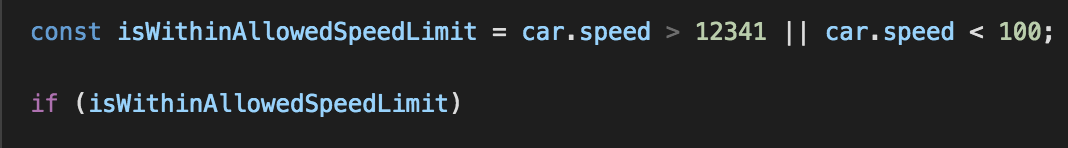 const isWithinAllowedSpeedLimit = car.speed > 12341 || car.speed < 100;
if (isWithinAllowedSpeedLimit)